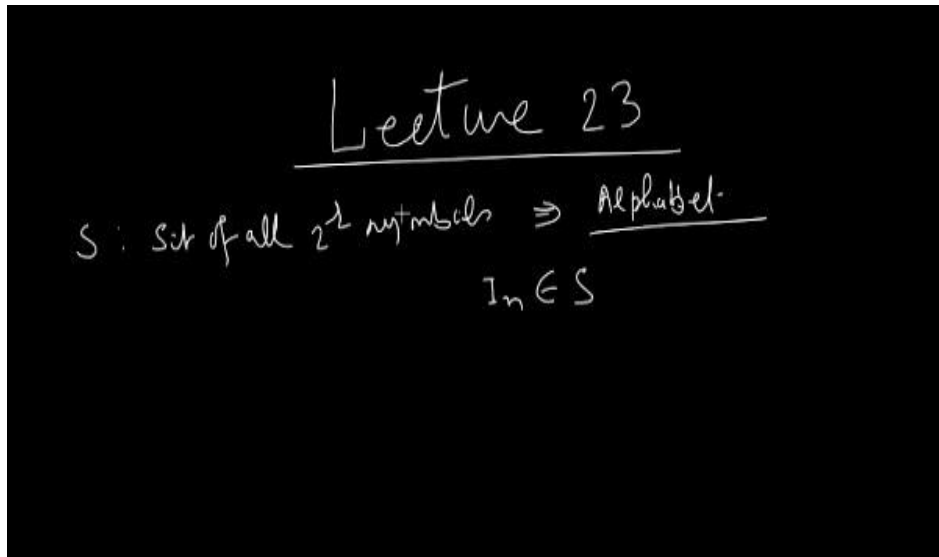 Lecture 23
S : Set of all 2^λ symbols ⇒ Alphabet.
I_n ∈ S